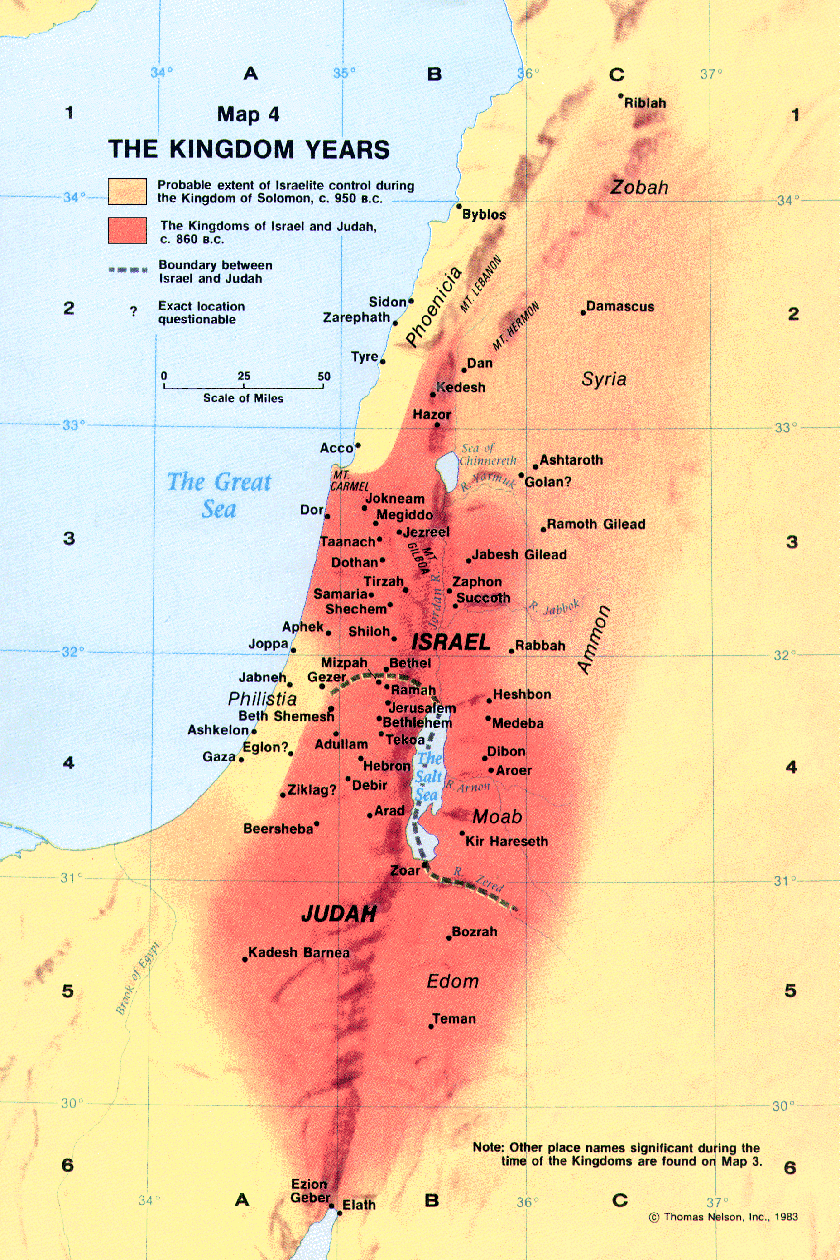 34° A 35° B 36° C 37°
1 Map 4 1
THE KINGDOM YEARS
Probable extent of Israelite control during
the Kingdom of Solomon, c. 950 B.C.
The Kingdoms of Israel and Judah,
c. 860 B.C.
Boundary between
Israel and Judah
? Exact location
questionable
0 25 50
Scale of Miles
Riblah
Zobah
34° 34°
Byblos
Phoenicia
MT. LEBANON
MT. HERMON
2 2
Sidon
Zarephath
Damascus
Tyre
Dan
Syria
Kedesh
Hazor
33° 33°
Acco
Sea of
Chinnereth
Ashtaroth
R. Yarmuk
Golan?
The Great
Sea
MT.
CARMEL
Jokneam
Dor
Megiddo
Ramoth Gilead
3 3
Jezreel
Taanach
MT.
GILBOA
Jabesh Gilead
Dothan
Jordan R.
Tirzah
Zaphon
Samaria
Succoth
Shechem
R. Jabbok
Aphek
Shiloh
ISRAEL
Joppa
Rabbah
Ammon
32° 32°
Mizpah
Bethel
Jabneh
Gezer
Ramah
Heshbon
Philistia
Jerusalem
Beth Shemesh
Bethlehem
Medeba
Ashkelon
Tekoa
Eglon?
Adullam
Gaza
Hebron
The
Salt
Sea
Dibon
4 4
Aroer
Ziklag?
Debir
R. Arnon
Arad
Moab
Beersheba
Kir Hareseth
Zoar
R. Zered
31° 31°
JUDAH
Bozrah
Kadesh Barnea
Brook of Egypt
Edom
5 5
Teman
30° 30°
Note: Other place names significant during the
time of the Kingdoms are found on Map 3.
6 6
Ezion
Geber
Elath
34° A B 36° C 37°
© Thomas Nelson, Inc., 1983